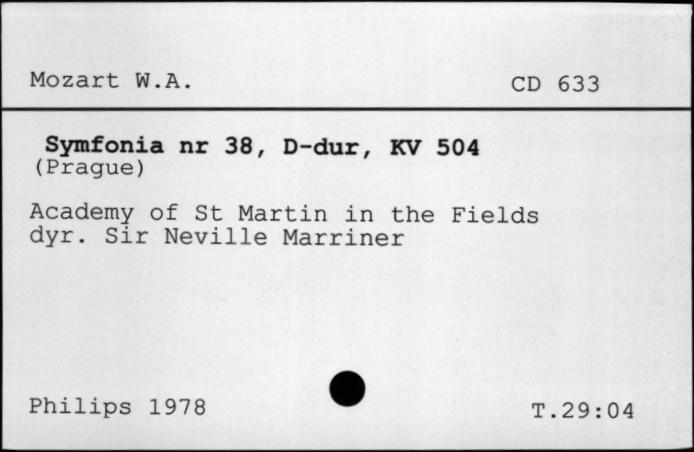 Mozart W.A.
CD 633
Symfonia nr 38, D-dur, KV 504
(Prague)
Academy of St Martin in the Fields
dyr. Sir Neville Marriner
Philips 1978
T.29:04